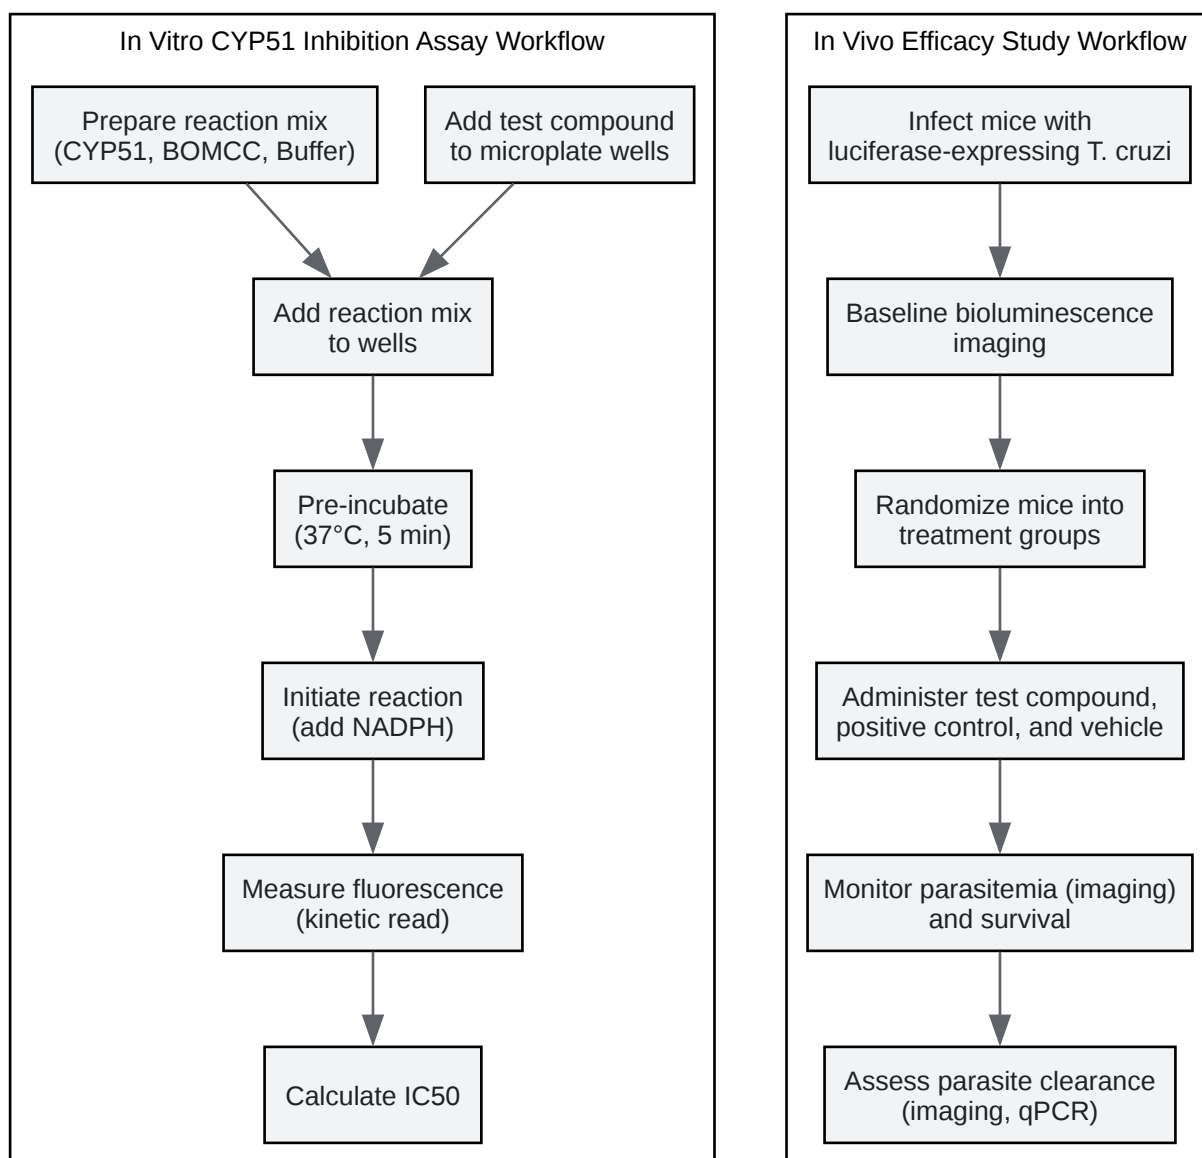 In Vitro CYP51 Inhibition Assay Workflow
Prepare reaction mix
(CYP51, BOMCC, Buffer)
Add test compound
to microplate wells
Add reaction mix
to wells
Pre-incubate
(37°C, 5 min)
Initiate reaction
(add NADPH)
Measure fluorescence
(kinetic read)
Calculate IC50
In Vivo Efficacy Study Workflow
Infect mice with
luciferase-expressing T. cruzi
Baseline bioluminescence
imaging
Randomize mice into
treatment groups
Administer test compound,
positive control, and vehicle
Monitor parasitemia (imaging)
and survival
Assess parasite clearance
(imaging, qPCR)